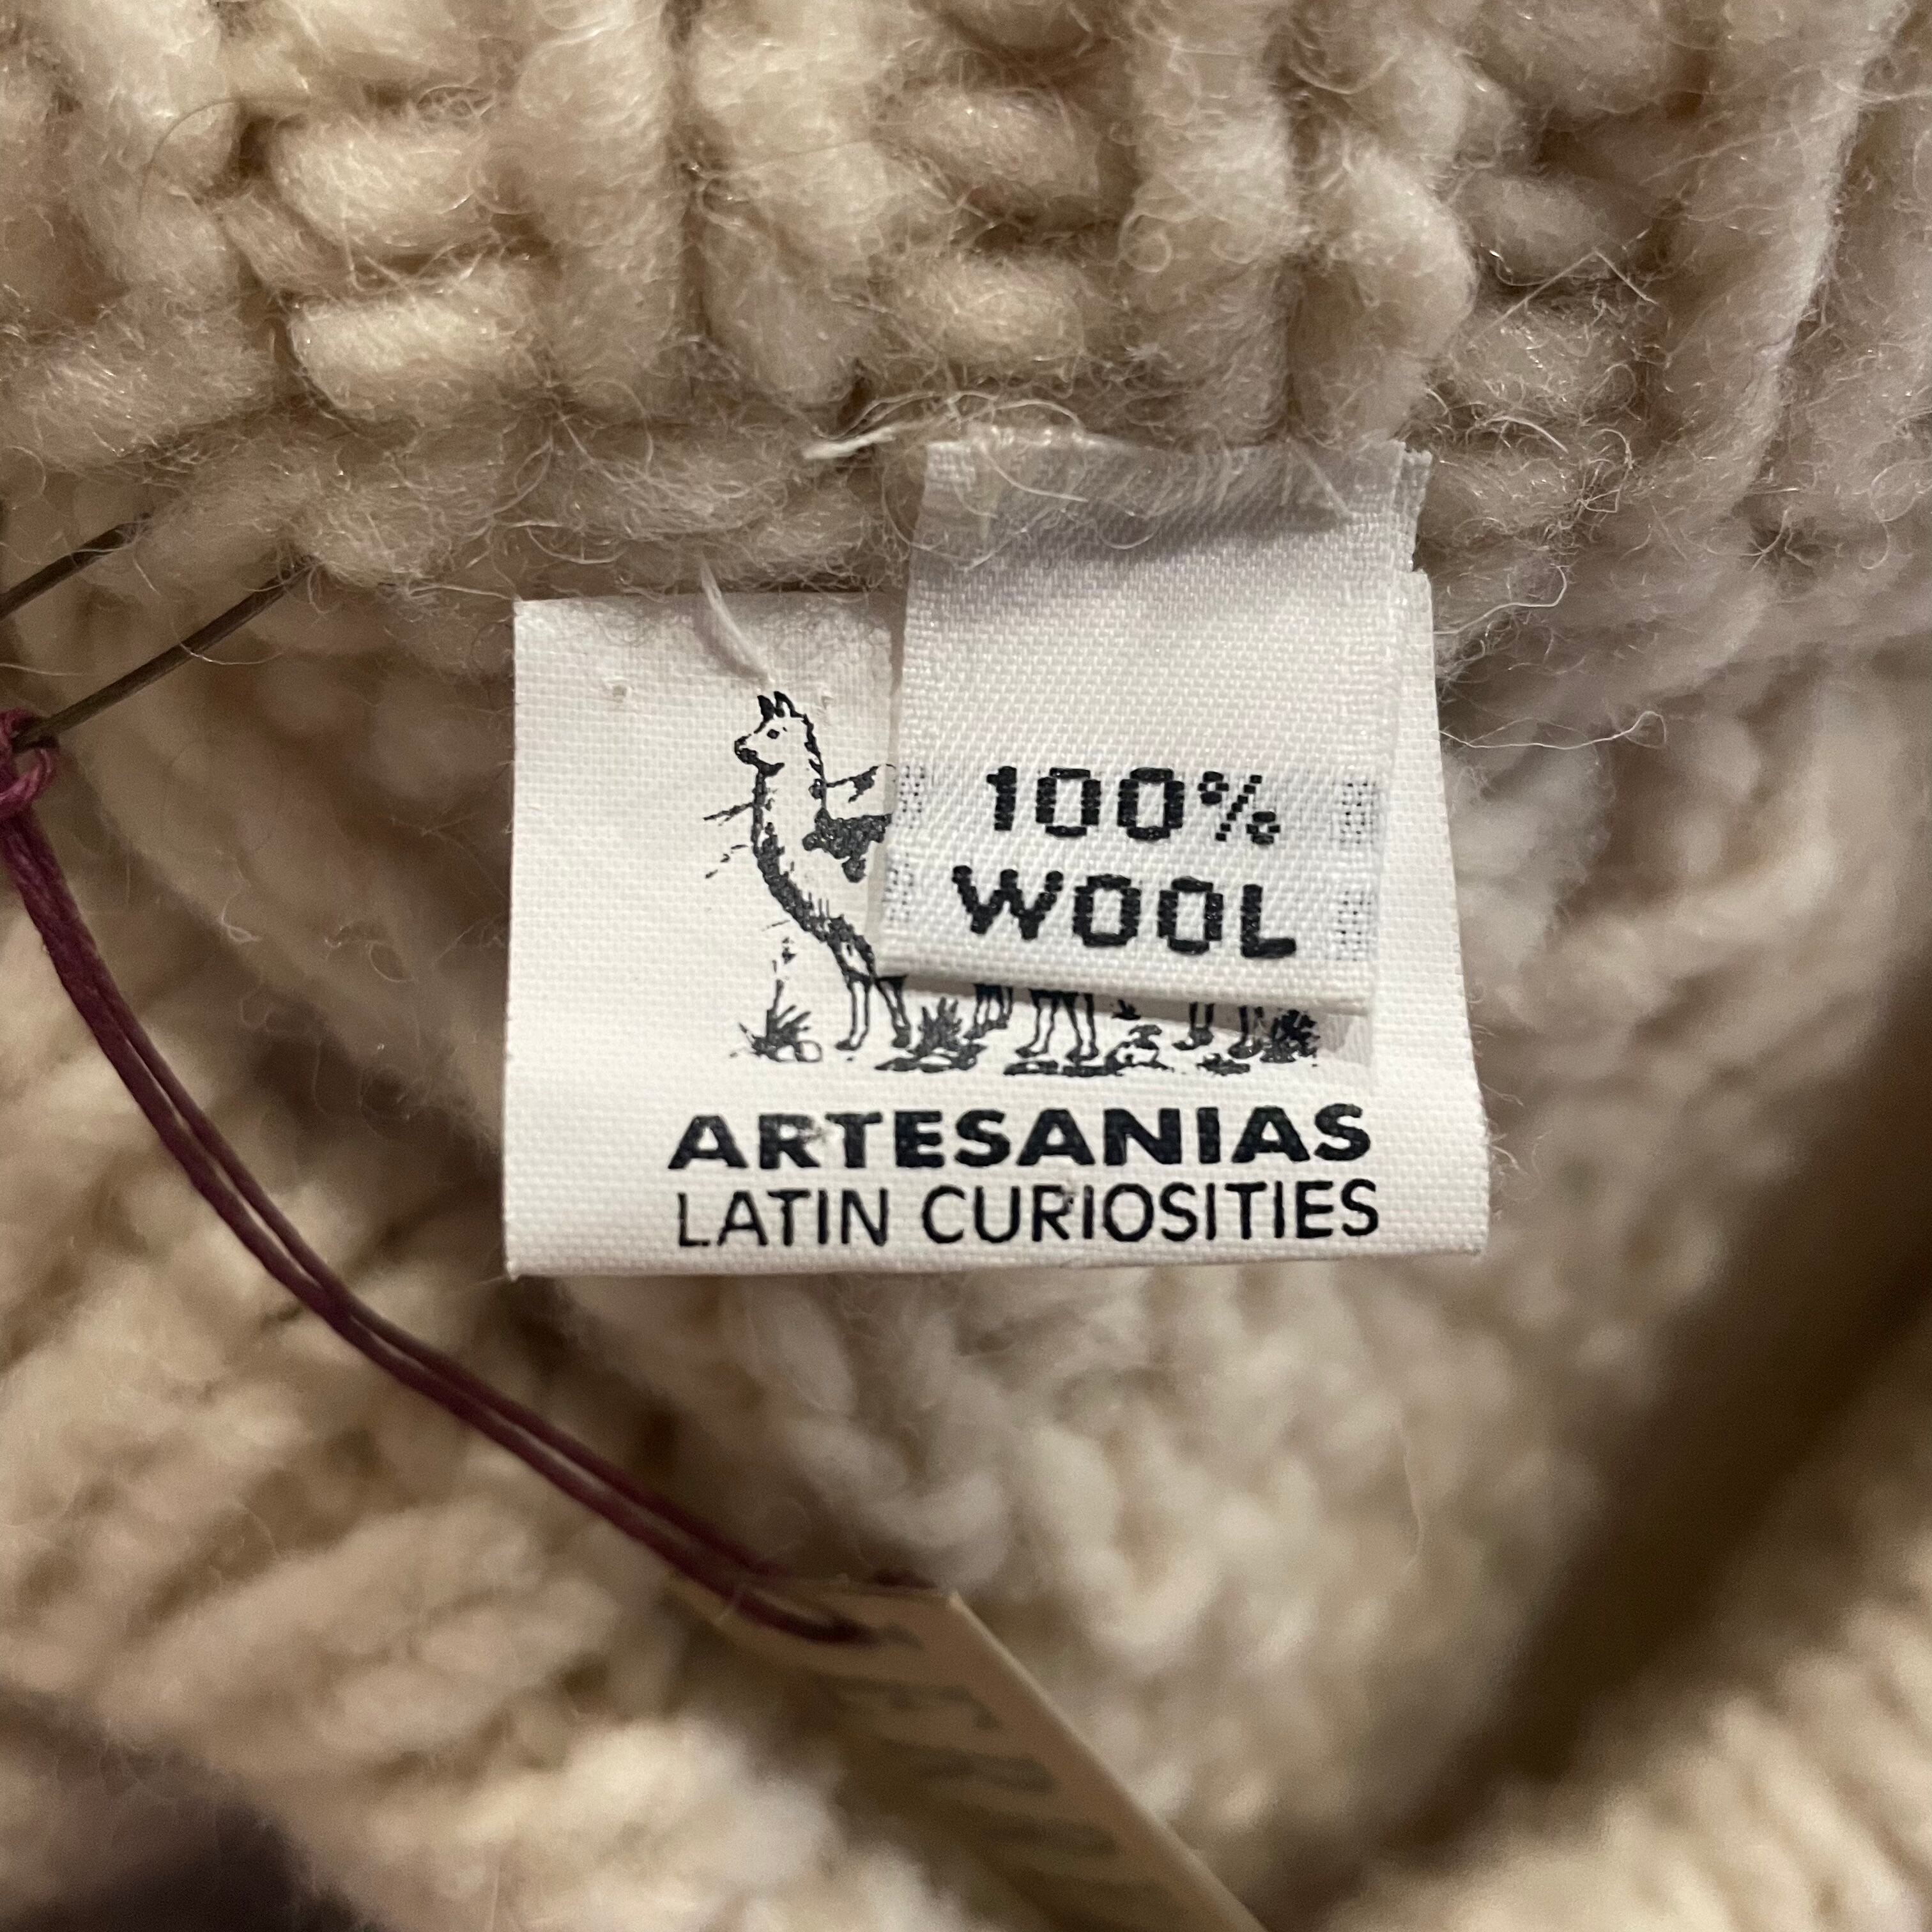 100%
WOOL
ARTESANIAS
LATIN CURIOSITIES